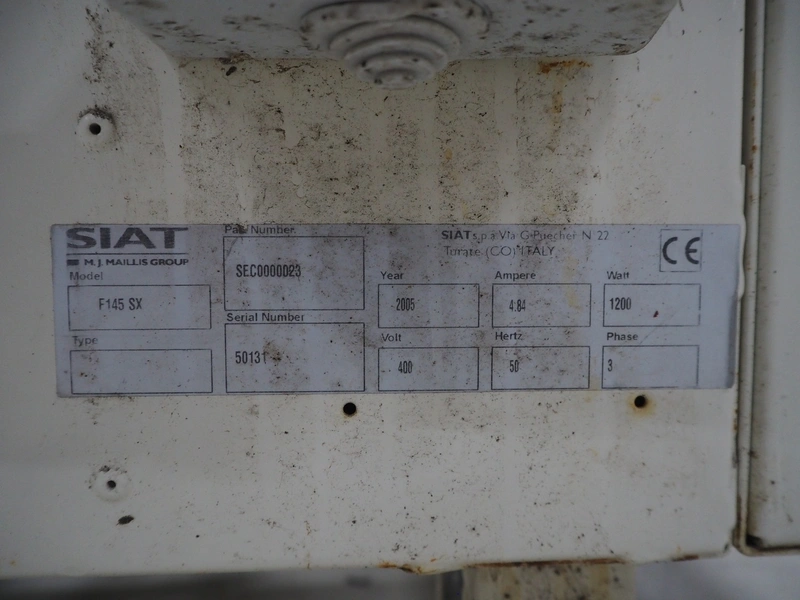 SIAT
M.J. MAILLIS GROUP
Model
F145 SX
Type
Part Number
SEC0000D23
Serial Number
50131
SIAT s.p.a Via G.Puecher N 22
Turate (CO) ITALY
CE
Year
2005
Ampere
4.84
Watt
1200
Volt
400
Hertz
50
Phase
3